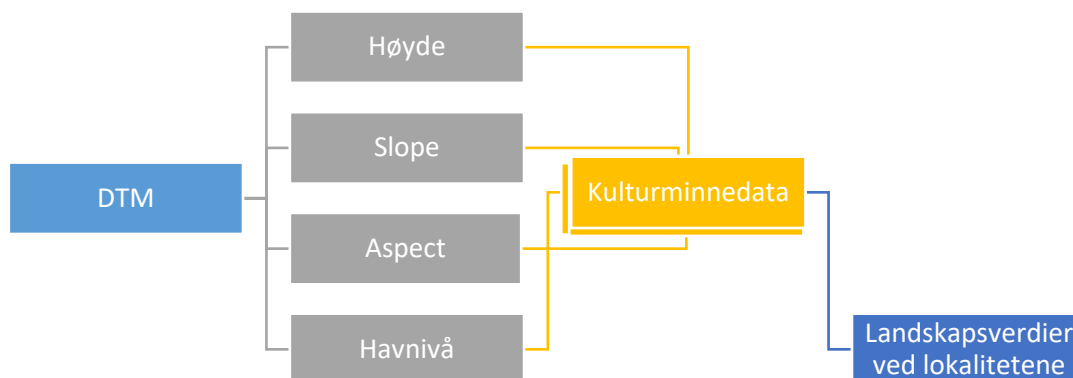 Høyde
Slope
DTM
Kulturminnedata
Aspect
Havnivå
Landskapsverdier
ved lokalitetene